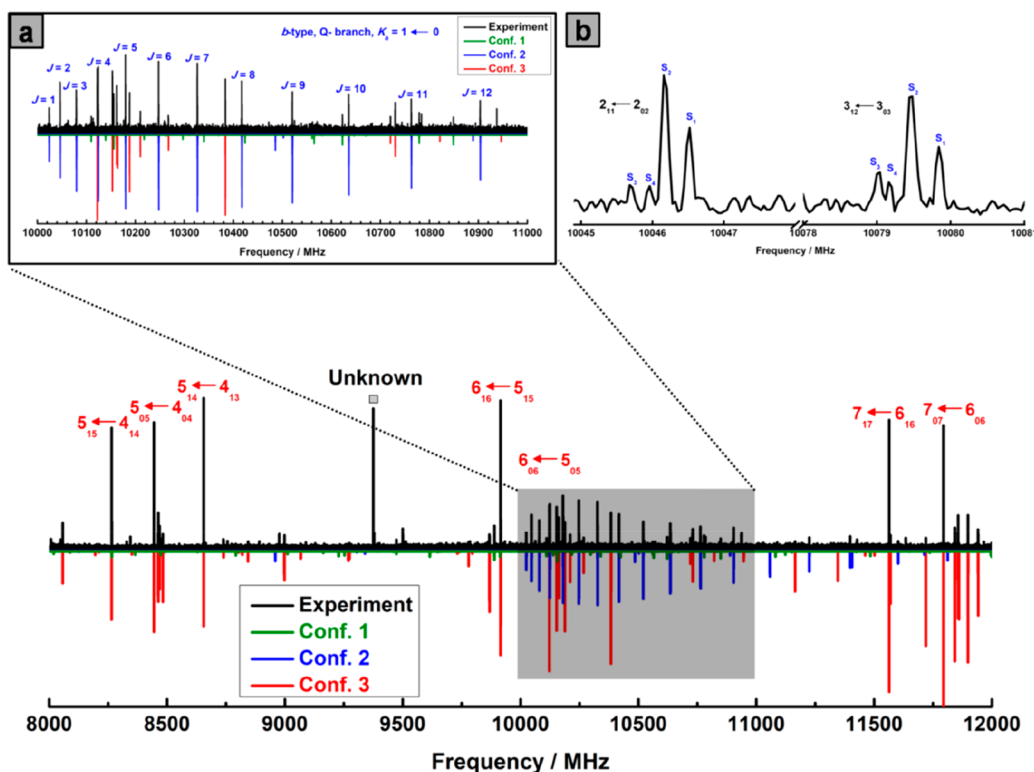 a
b-type, Q- branch, Kₐ = 1 ← 0
Experiment
Conf. 1
Conf. 2
Conf. 3
J = 1
J = 2
J = 3
J = 4
J = 5
J = 6
J = 7
J = 8
J = 9
J = 10
J = 11
J = 12
10000 10100 10200 10300 10400 10500 10600 10700 10800 10900 11000
Frequency / MHz
b
2₁₁ ← 2₀₂
S₃
S₄
S₂
S₁
3₁₂ ← 3₀₃
S₃
S₄
S₂
S₁
10045 10046 10047 10078 10079 10080 10081
Frequency / MHz
5₁₅ ← 4₁₄
5₀₅ ← 4₀₄
5₁₄ ← 4₁₃
Unknown
6₁₆ ← 5₁₅
6₀₆ ← 5₀₅
7₁₇ ← 6₁₆
7₀₇ ← 6₀₆
Experiment
Conf. 1
Conf. 2
Conf. 3
8000 8500 9000 9500 10000 10500 11000 11500 12000
Frequency / MHz